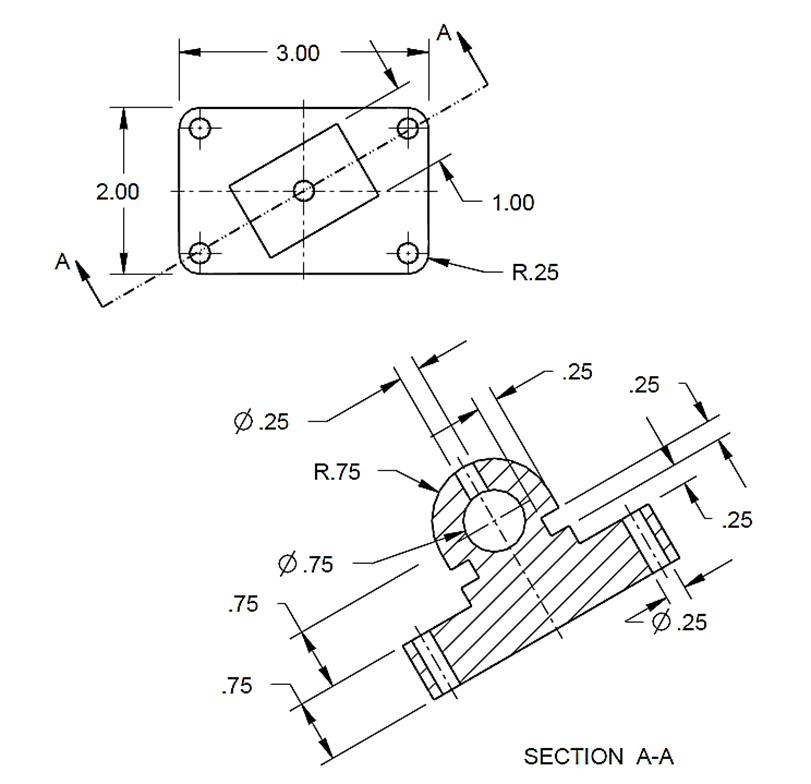 A
3.00
2.00
1.00
A
R.25
.25
.25
Ø .25
R.75
.25
Ø .75
.75
Ø .25
.75
SECTION A-A